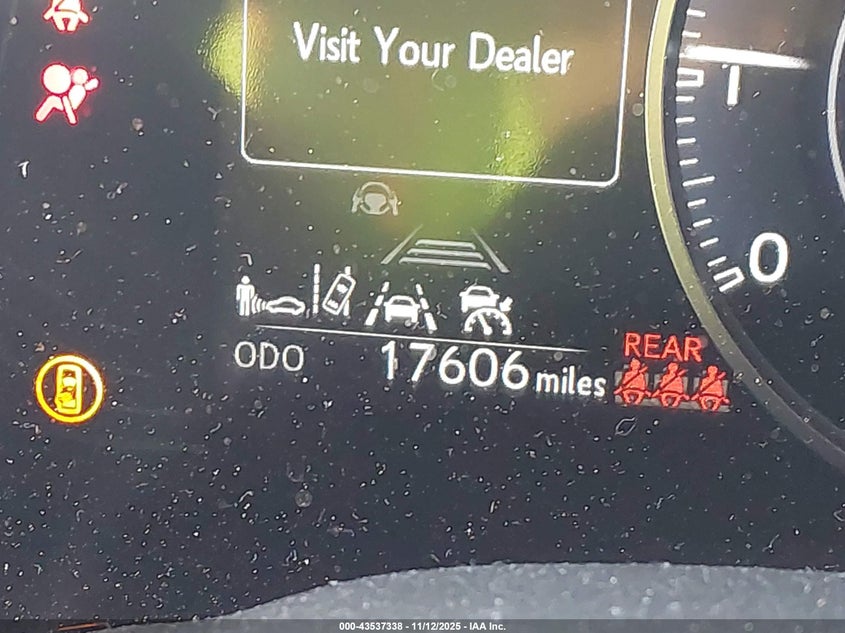 Visit Your Dealer
1
0
ODO 17606 miles
REAR
000-43537338 - 11/12/2025 - IAA Inc.